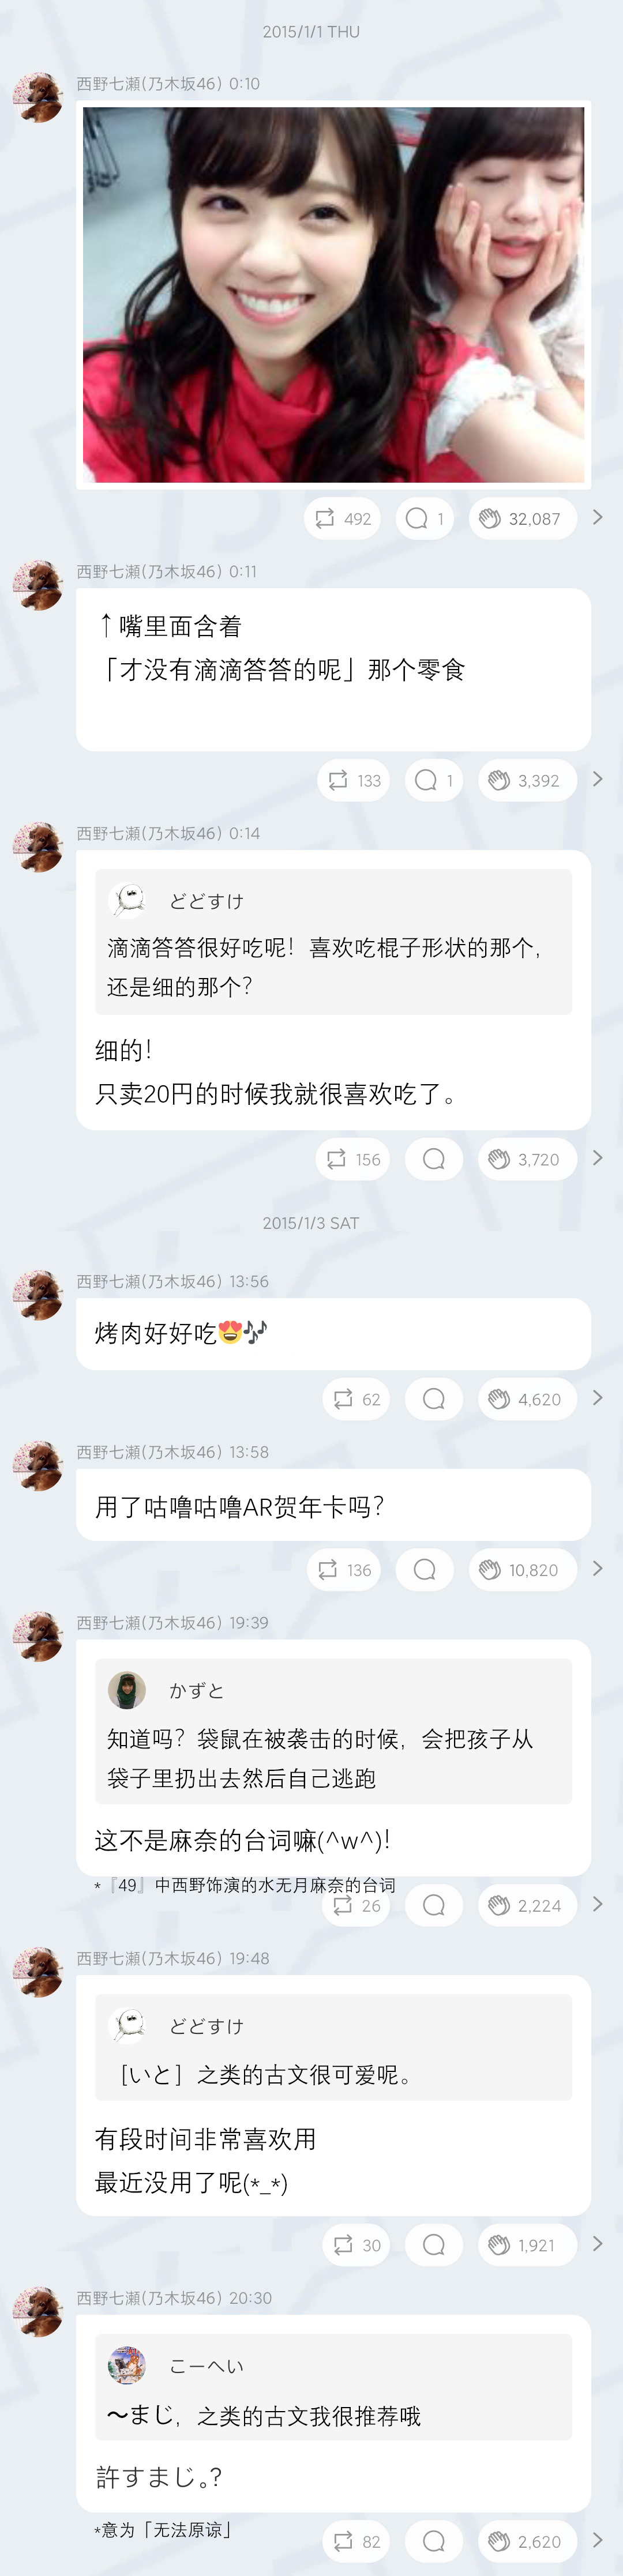 2015/1/1 THU
西野七瀬(乃木坂46) 0:10
492 1 32,087
西野七瀬(乃木坂46) 0:11
↑嘴里面含着
「才没有滴滴答答的呢」那个零食
133 1 3,392
西野七瀬(乃木坂46) 0:14
どどすけ
滴滴答答很好吃呢！喜欢吃棍子形状的那个，
还是细的那个？
细的！
只卖20円的时候我就很喜欢吃了。
156 3,720
2015/1/3 SAT
西野七瀬(乃木坂46) 13:56
烤肉好好吃😍🎶
62 4,620
西野七瀬(乃木坂46) 13:58
用了咕噜咕噜AR贺年卡吗？
136 10,820
西野七瀬(乃木坂46) 19:39
かずと
知道吗？袋鼠在被袭击的时候，会把孩子从
袋子里扔出去然后自己逃跑
这不是麻奈的台词嘛(^w^)!
*『49』中西野饰演的水无月麻奈的台词
26 2,224
西野七瀬(乃木坂46) 19:48
どどすけ
［いと］之类的古文很可爱呢。
有段时间非常喜欢用
最近没用了呢(*_*)
30 1,921
西野七瀬(乃木坂46) 20:30
こーへい
〜まじ，之类的古文我很推荐哦
許すまじ。?
*意为「无法原谅」
82 2,620